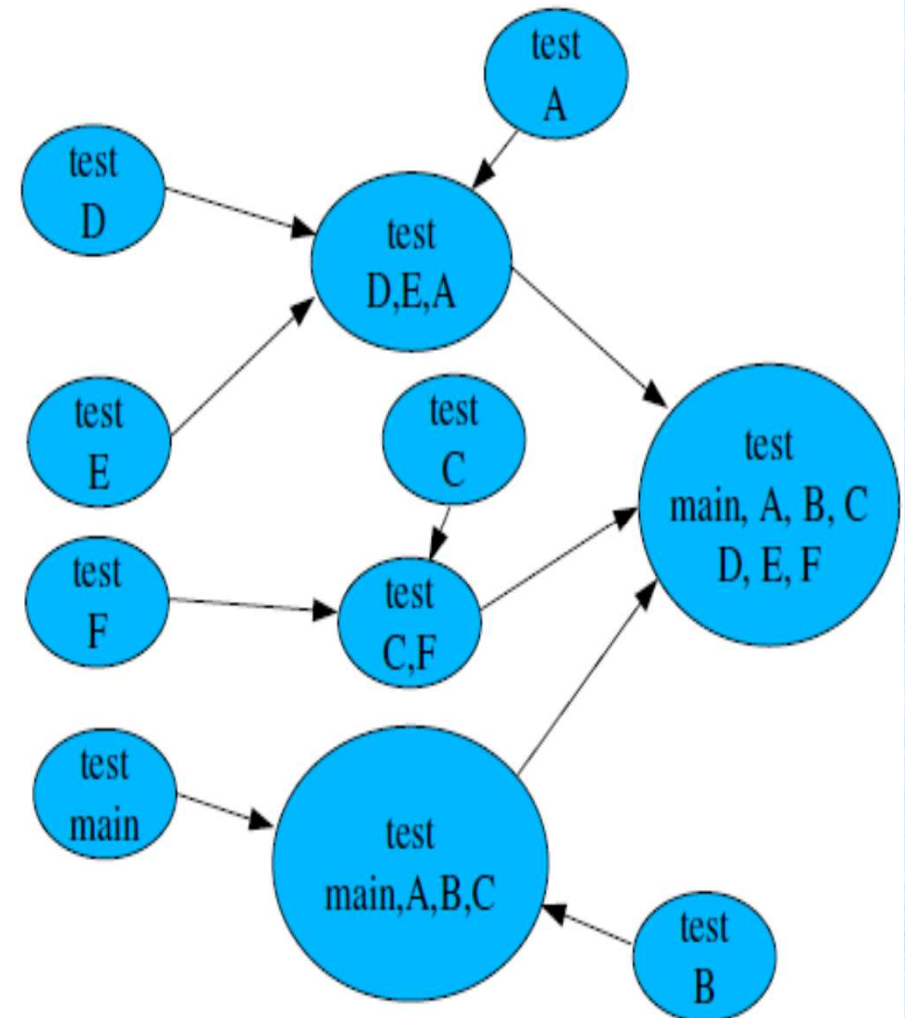 test
A
test
D
test
D,E,A
test
E
test
C
test
main, A, B, C
D, E, F
test
F
test
C,F
test
main
test
main,A,B,C
test
B